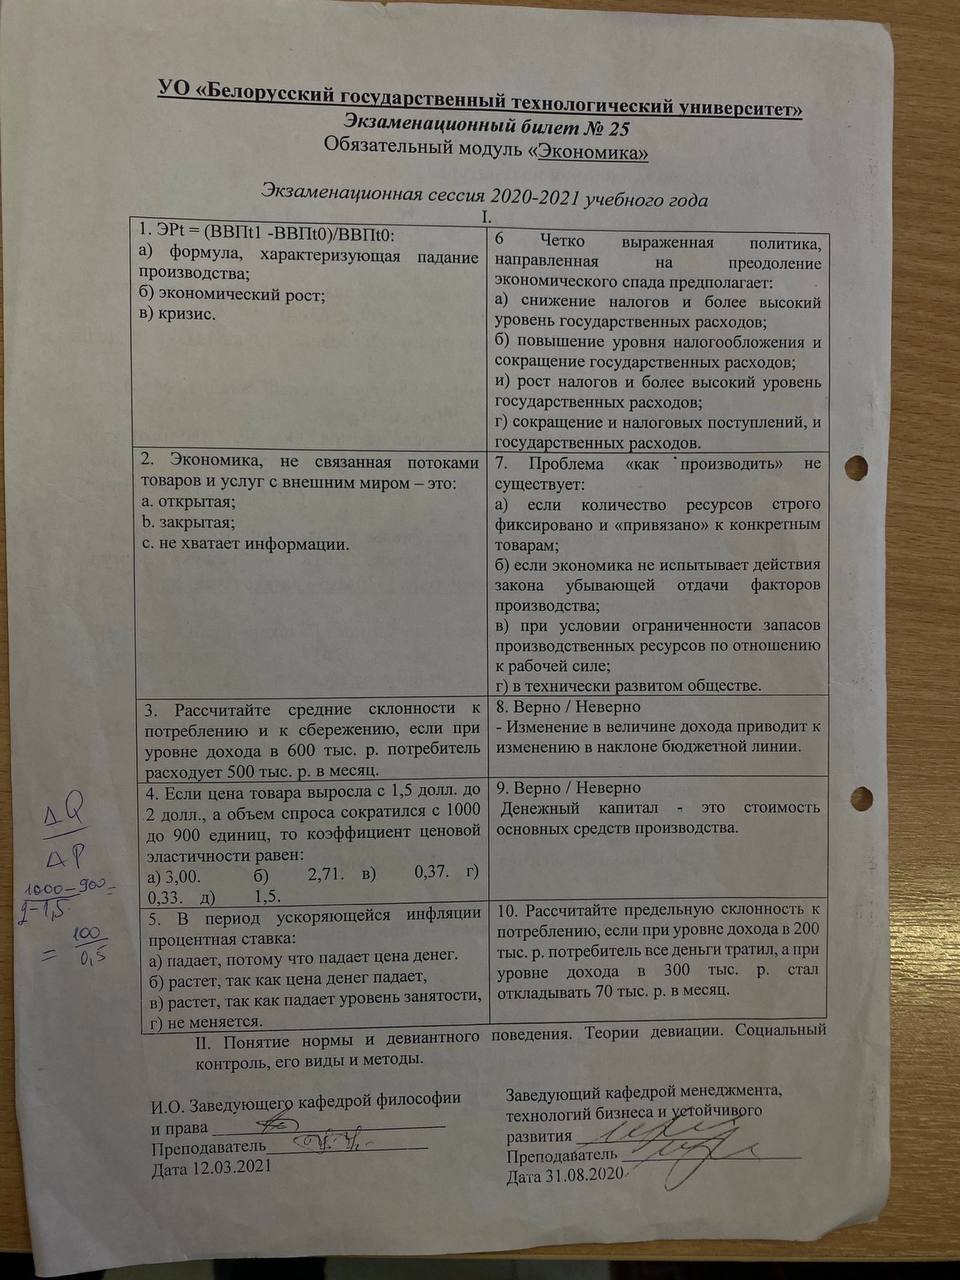 УО «Белорусский государственный технологический университет»
Экзаменационный билет № 25
Обязательный модуль «Экономика»
Экзаменационная сессия 2020-2021 учебного года
I.
1. ЭРt = (ВВПt1 -ВВПt0)/ВВПt0:
а) формула, характеризующая падание
производства;
б) экономический рост;
в) кризис.
6 Четко выраженная политика,
направленная на преодоление
экономического спада предполагает:
а) снижение налогов и более высокий
уровень государственных расходов;
б) повышение уровня налогообложения и
сокращение государственных расходов;
и) рост налогов и более высокий уровень
государственных расходов;
г) сокращение и налоговых поступлений, и
государственных расходов.
2. Экономика, не связанная потоками
товаров и услуг с внешним миром – это:
a. открытая;
b. закрытая;
c. не хватает информации.
7. Проблема «как производить» не
существует:
а) если количество ресурсов строго
фиксировано и «привязано» к конкретным
товарам;
б) если экономика не испытывает действия
закона убывающей отдачи факторов
производства;
в) при условии ограниченности запасов
производственных ресурсов по отношению
к рабочей силе;
г) в технически развитом обществе.
3. Рассчитайте средние склонности к
потреблению и к сбережению, если при
уровне дохода в 600 тыс. р. потребитель
расходует 500 тыс. р. в месяц.
8. Верно / Неверно
- Изменение в величине дохода приводит к
изменению в наклоне бюджетной линии.
4. Если цена товара выросла с 1,5 долл. до
2 долл., а объем спроса сократился с 1000
до 900 единиц, то коэффициент ценовой
эластичности равен:
а) 3,00. б) 2,71. в) 0,37. г)
0,33. д) 1,5.
9. Верно / Неверно
Денежный капитал - это стоимость
основных средств производства.
ΔQ
ΔP
1000-900 =
2-1,5
= 100
0,5
5. В период ускоряющейся инфляции
процентная ставка:
а) падает, потому что падает цена денег.
б) растет, так как цена денег падает,
в) растет, так как падает уровень занятости,
г) не меняется.
10. Рассчитайте предельную склонность к
потреблению, если при уровне дохода в 200
тыс. р. потребитель все деньги тратил, а при
уровне дохода в 300 тыс. р. стал
откладывать 70 тыс. р. в месяц.
II. Понятие нормы и девиантного поведения. Теории девиации. Социальный
контроль, его виды и методы.
И.О. Заведующего кафедрой философии
и права
Преподаватель
Дата 12.03.2021
Заведующий кафедрой менеджмента,
технологий бизнеса и устойчивого
развития
Преподаватель
Дата 31.08.2020